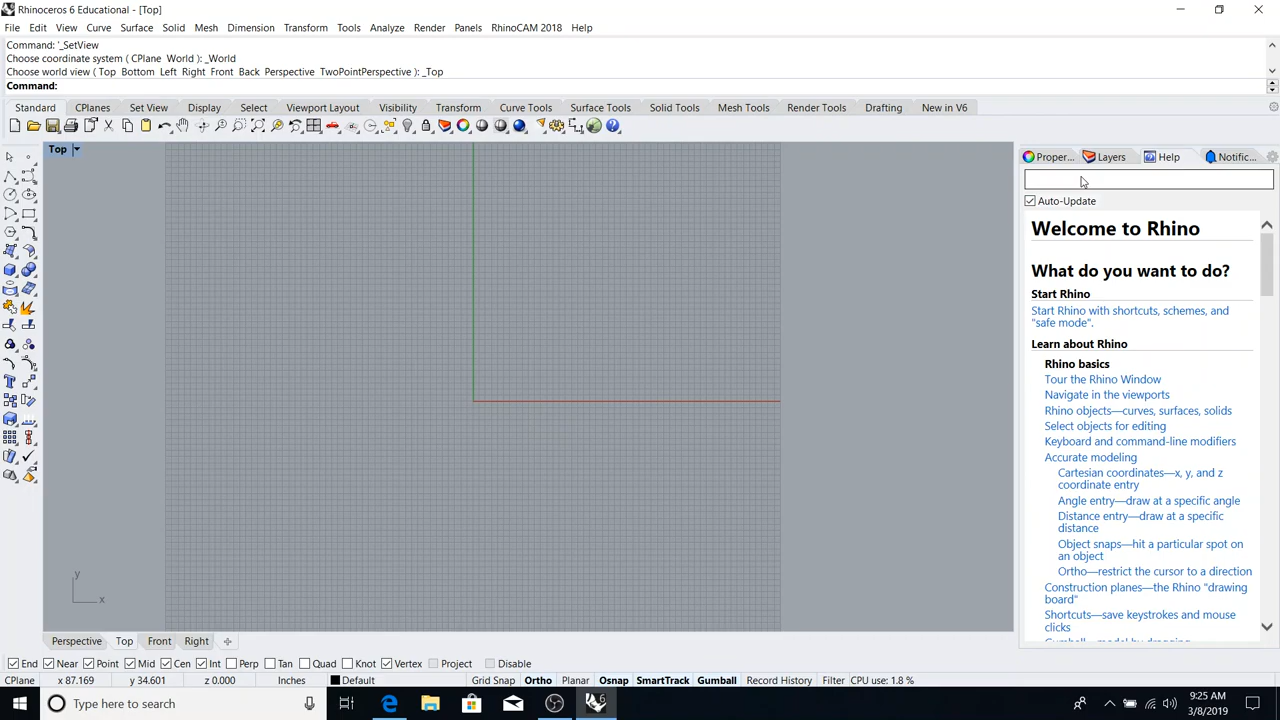 Rhinoceros 6 Educational - [Top]
File Edit View Curve Surface Solid Mesh Dimension Transform Tools Analyze Render Panels RhinoCAM 2018 Help
Command: '_SetView
Choose coordinate system ( CPlane World ): _World
Choose world view ( Top Bottom Left Right Front Back Perspective TwoPointPerspective ): _Top
Command:
Standard CPlanes Set View Display Select Viewport Layout Visibility Transform Curve Tools Surface Tools Solid Tools Mesh Tools Render Tools Drafting New in V6
Top
Proper... Layers Help Notific...
Auto-Update
Welcome to Rhino
What do you want to do?
Start Rhino
Start Rhino with shortcuts, schemes, and
"safe mode".
Learn about Rhino
Rhino basics
Tour the Rhino Window
Navigate in the viewports
Rhino objects—curves, surfaces, solids
Select objects for editing
Keyboard and command-line modifiers
Accurate modeling
Cartesian coordinates—x, y, and z
coordinate entry
Angle entry—draw at a specific angle
Distance entry—draw at a specific
distance
Object snaps—hit a particular spot on
an object
Ortho—restrict the cursor to a direction
Construction planes—the Rhino "drawing
board"
Shortcuts—save keystrokes and mouse
clicks
y
x
Perspective Top Front Right
End Near Point Mid Cen Int Perp Tan Quad Knot Vertex Project Disable
CPlane x 87.169 y 34.601 z 0.000 Inches Default Grid Snap Ortho Planar Osnap SmartTrack Gumball Record History Filter CPU use: 1.8 %
Type here to search
9:25 AM
3/8/2019